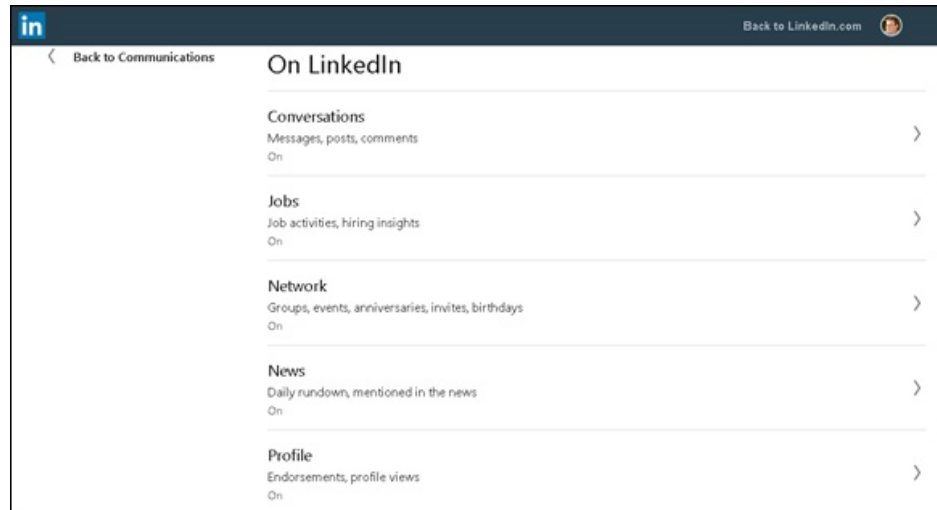 in
Back to LinkedIn.com
Back to Communications
On LinkedIn
Conversations
Messages, posts, comments
On
Jobs
Job activities, hiring insights
On
Network
Groups, events, anniversaries, invites, birthdays
On
News
Daily rundown, mentioned in the news
On
Profile
Endorsements, profile views
On